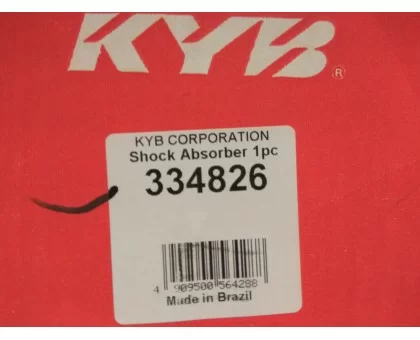 KYB®
KYB CORPORATION
Shock Absorber 1pc
334826
4 909500 564288
Made in Brazil